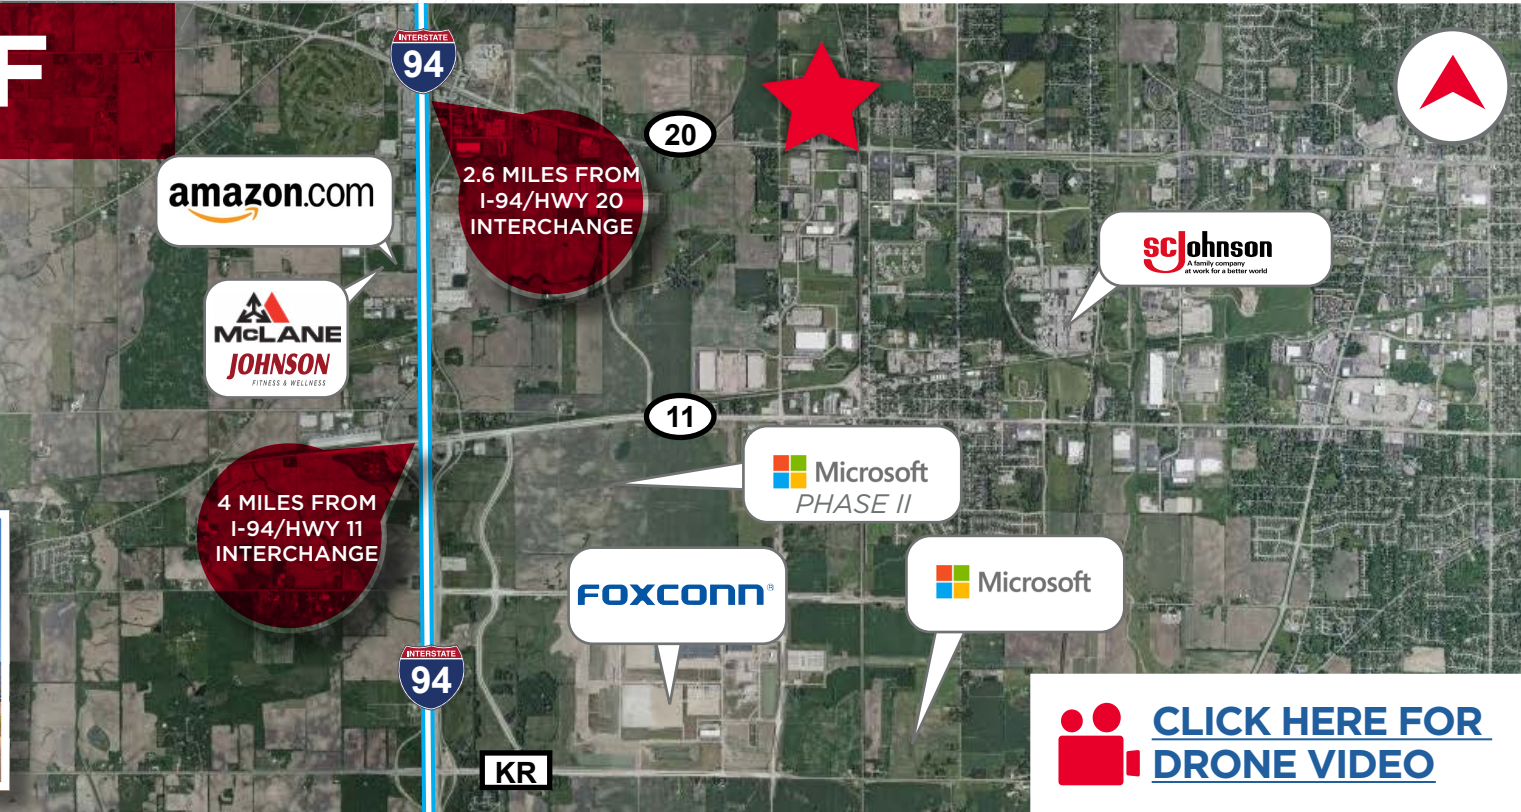 F
INTERSTATE
94
20
amazon.com
2.6 MILES FROM
I-94/HWY 20
INTERCHANGE
scjohnson
A family company
at work for a better world
McLANE
JOHNSON
FITNESS & WELLNESS
11
Microsoft
PHASE II
4 MILES FROM
I-94/HWY 11
INTERCHANGE
FOXCONN®
Microsoft
INTERSTATE
94
KR
CLICK HERE FOR
DRONE VIDEO